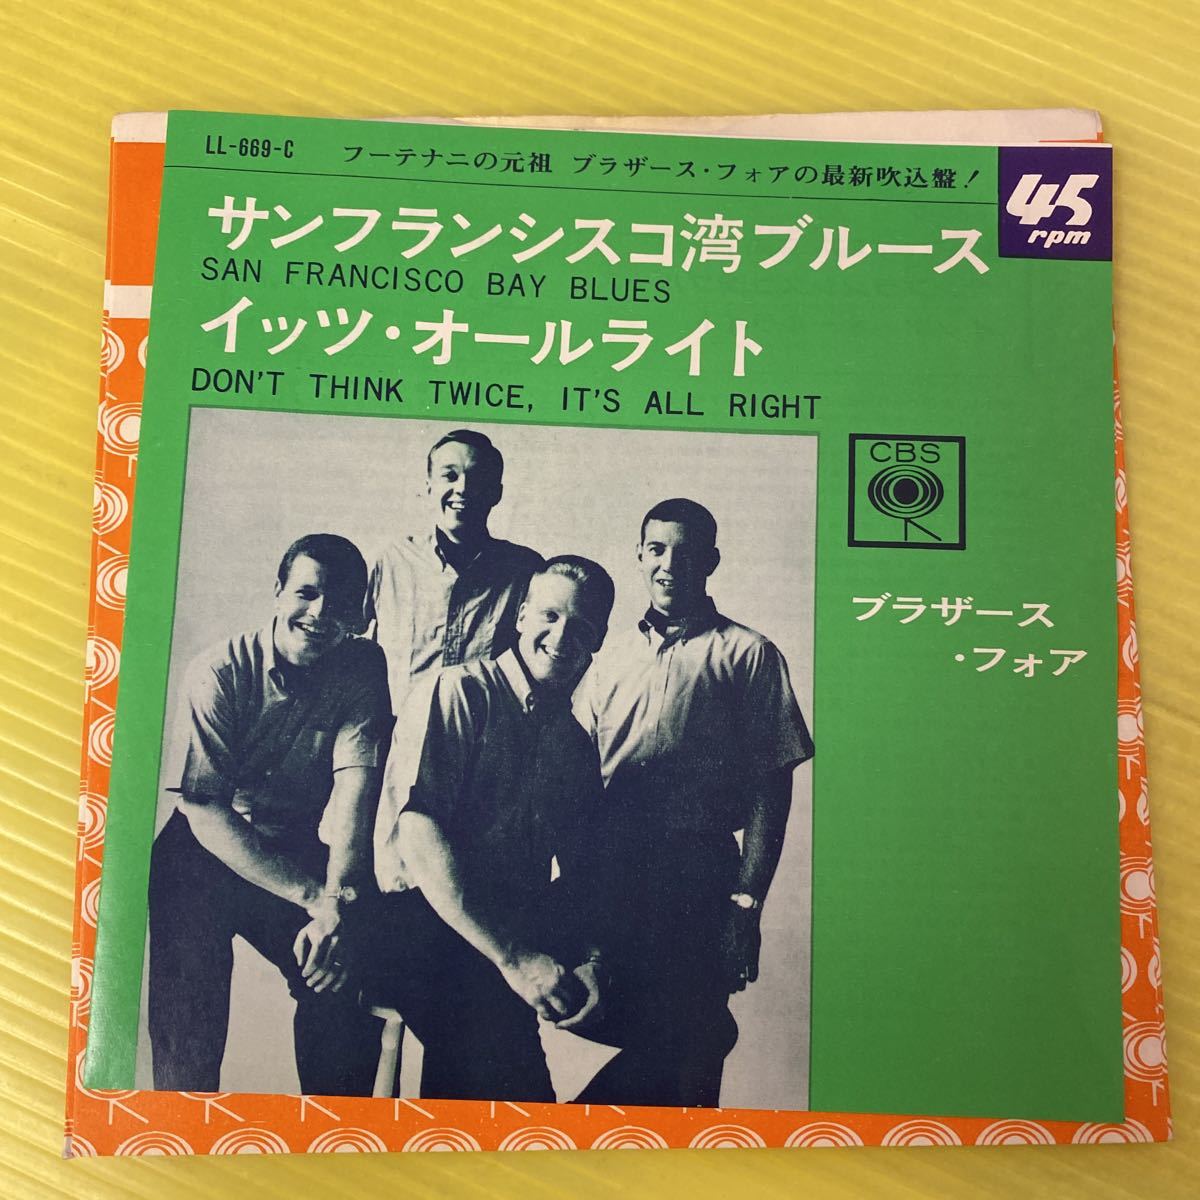 LL-669-C フーテナニの元祖 ブラザース・フォアの最新吹込盤!
45
rpm
サンフランシスコ湾ブルース
SAN FRANCISCO BAY BLUES
イッツ・オールライト
DON'T THINK TWICE, IT'S ALL RIGHT
CBS
ブラザース
・フォア